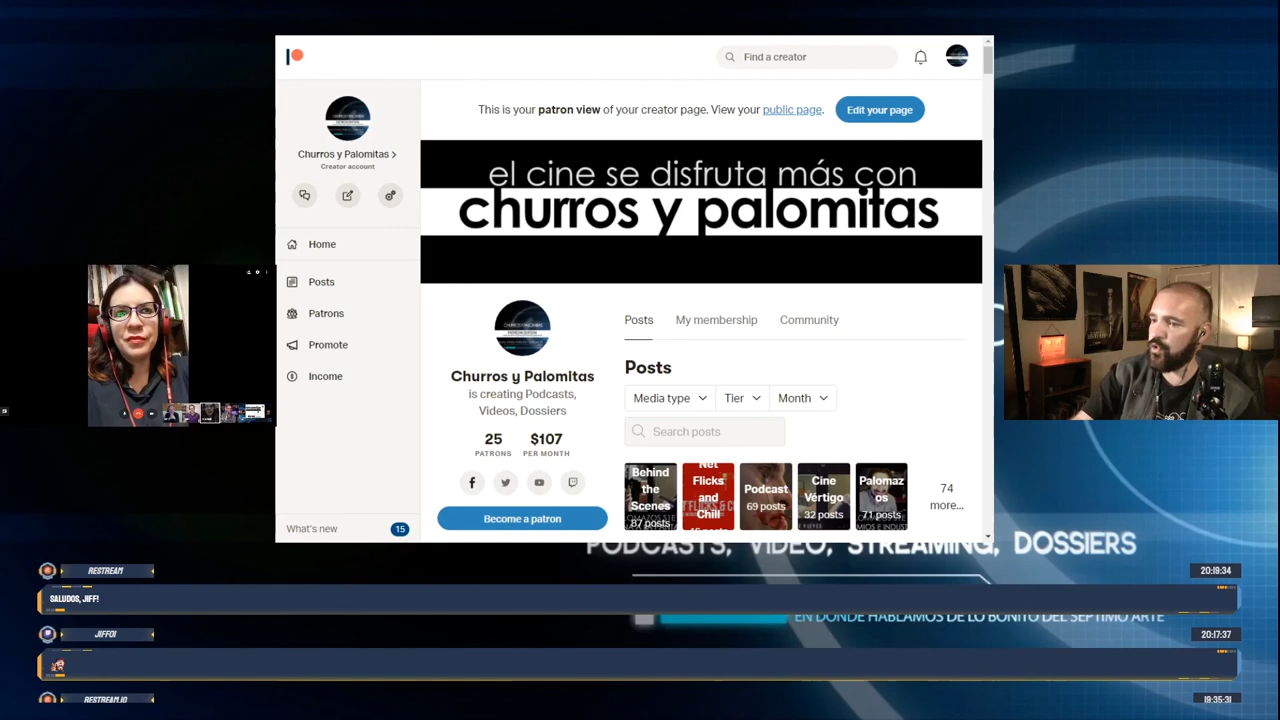 Find a creator
This is your patron view of your creator page. View your public page.
Edit your page
Churros y Palomitas
Creator account
Home
Posts
Patrons
Promote
Income
What's new
15
el cine se disfruta más con
churros y palomitas
Churros y Palomitas
is creating Podcasts,
Videos, Dossiers
25
PATRONS
$107
PER MONTH
Become a patron
Posts
My membership
Community
Posts
Media type
Tier
Month
Search posts
Behind
the
Scenes
87 posts
Net
Flicks
and
Chill
Podcast
69 posts
Cine
Vértigo
32 posts
Palomaz
os
71 posts
74
more...
PODCASTS, VIDEO, STREAMING, DOSSIERS
EN DONDE HABLAMOS DE LO BONITO DEL SEPTIMO ARTE
RESTREAM
20:19:34
SALUDOS, JIFF!
JIFFOI
20:17:37
RESTREAM.IO
19:35:31